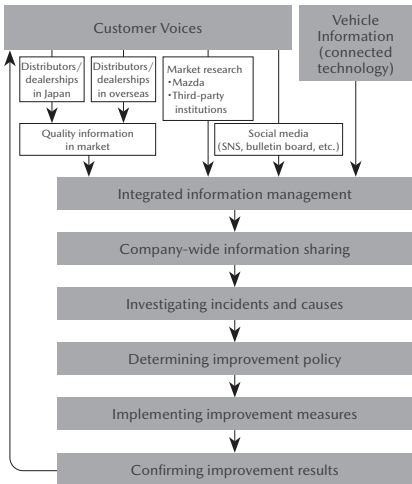 Customer Voices
Vehicle
Information
(connected
technology)
Distributors/
dealerships
in Japan
Distributors/
dealerships
in overseas
Market research
・Mazda
・Third-party
institutions
Quality information
in market
Social media
(SNS, bulletin board, etc.)
Integrated information management
Company-wide information sharing
Investigating incidents and causes
Determining improvement policy
Implementing improvement measures
Confirming improvement results